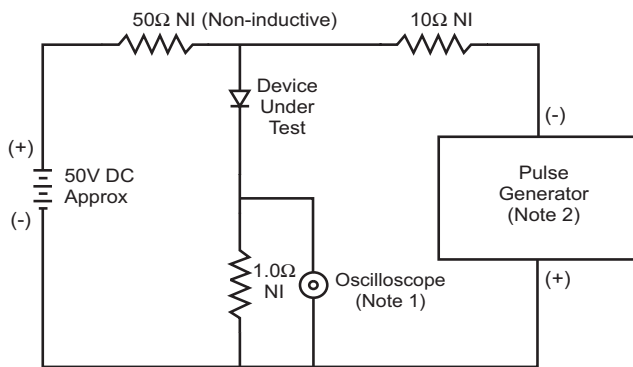 50Ω NI (Non-inductive)
10Ω NI
Device
Under
Test
(+)
50V DC
Approx
(-)
1.0Ω
NI
Oscilloscope
(Note 1)
(-)
Pulse
Generator
(Note 2)
(+)